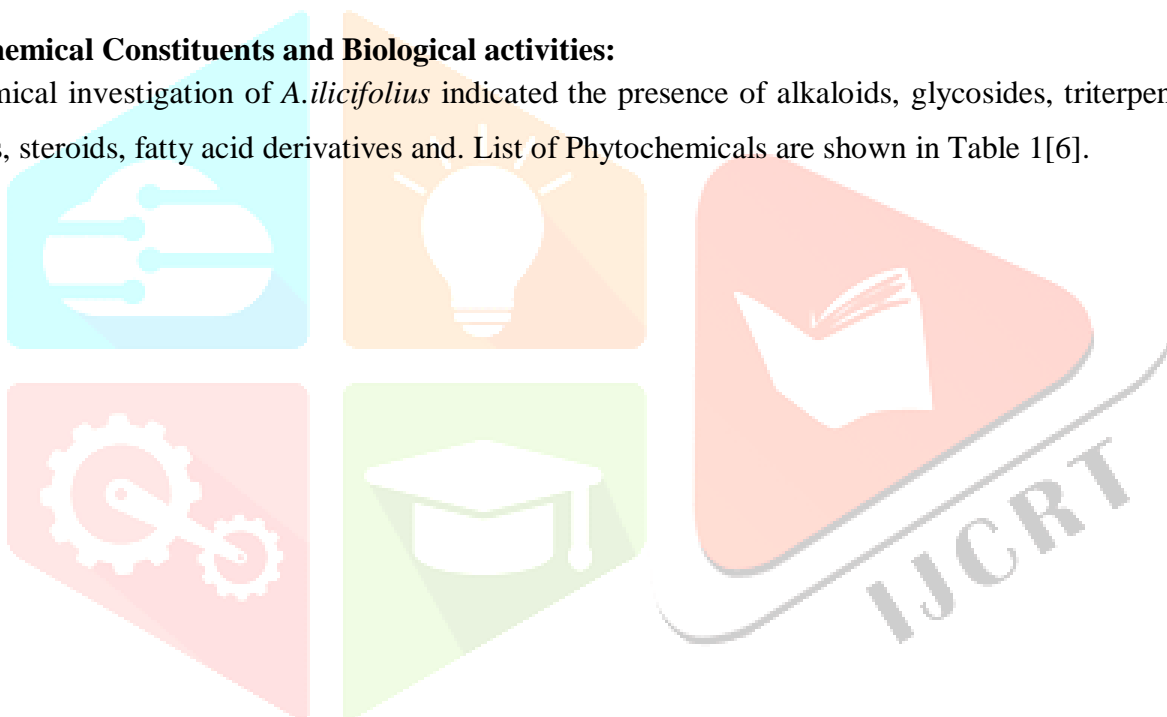 hemical Constituents and Biological activities:
mical investigation of A.ilicifolius indicated the presence of alkaloids, glycosides, triterpen
s, steroids, fatty acid derivatives and. List of Phytochemicals are shown in Table 1[6].
IJCRT